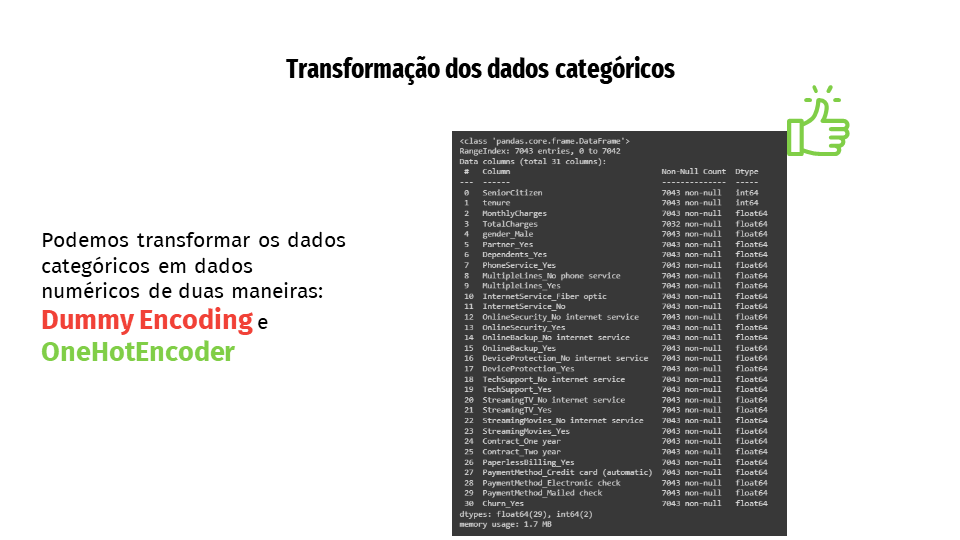 Transformação dos dados categóricos
Podemos transformar os dados
categóricos em dados
numéricos de duas maneiras:
Dummy Encoding e
OneHotEncoder
<class 'pandas.core.frame.DataFrame'>
RangeIndex: 7043 entries, 0 to 7042
Data columns (total 31 columns):
# Column Non-Null Count Dtype
--- ------ -------------- -----
0 SeniorCitizen 7043 non-null int64
1 tenure 7043 non-null int64
2 MonthlyCharges 7043 non-null float64
3 TotalCharges 7032 non-null float64
4 gender_Male 7043 non-null float64
5 Partner_Yes 7043 non-null float64
6 Dependents_Yes 7043 non-null float64
7 PhoneService_Yes 7043 non-null float64
8 MultipleLines_No phone service 7043 non-null float64
9 MultipleLines_Yes 7043 non-null float64
10 InternetService_Fiber optic 7043 non-null float64
11 InternetService_No 7043 non-null float64
12 OnlineSecurity_No internet service 7043 non-null float64
13 OnlineSecurity_Yes 7043 non-null float64
14 OnlineBackup_No internet service 7043 non-null float64
15 OnlineBackup_Yes 7043 non-null float64
16 DeviceProtection_No internet service 7043 non-null float64
17 DeviceProtection_Yes 7043 non-null float64
18 TechSupport_No internet service 7043 non-null float64
19 TechSupport_Yes 7043 non-null float64
20 StreamingTV_No internet service 7043 non-null float64
21 StreamingTV_Yes 7043 non-null float64
22 StreamingMovies_No internet service 7043 non-null float64
23 StreamingMovies_Yes 7043 non-null float64
24 Contract_One year 7043 non-null float64
25 Contract_Two year 7043 non-null float64
26 PaperlessBilling_Yes 7043 non-null float64
27 PaymentMethod_Credit card (automatic) 7043 non-null float64
28 PaymentMethod_Electronic check 7043 non-null float64
29 PaymentMethod_Mailed check 7043 non-null float64
30 Churn_Yes 7043 non-null float64
dtypes: float64(29), int64(2)
memory usage: 1.7 MB